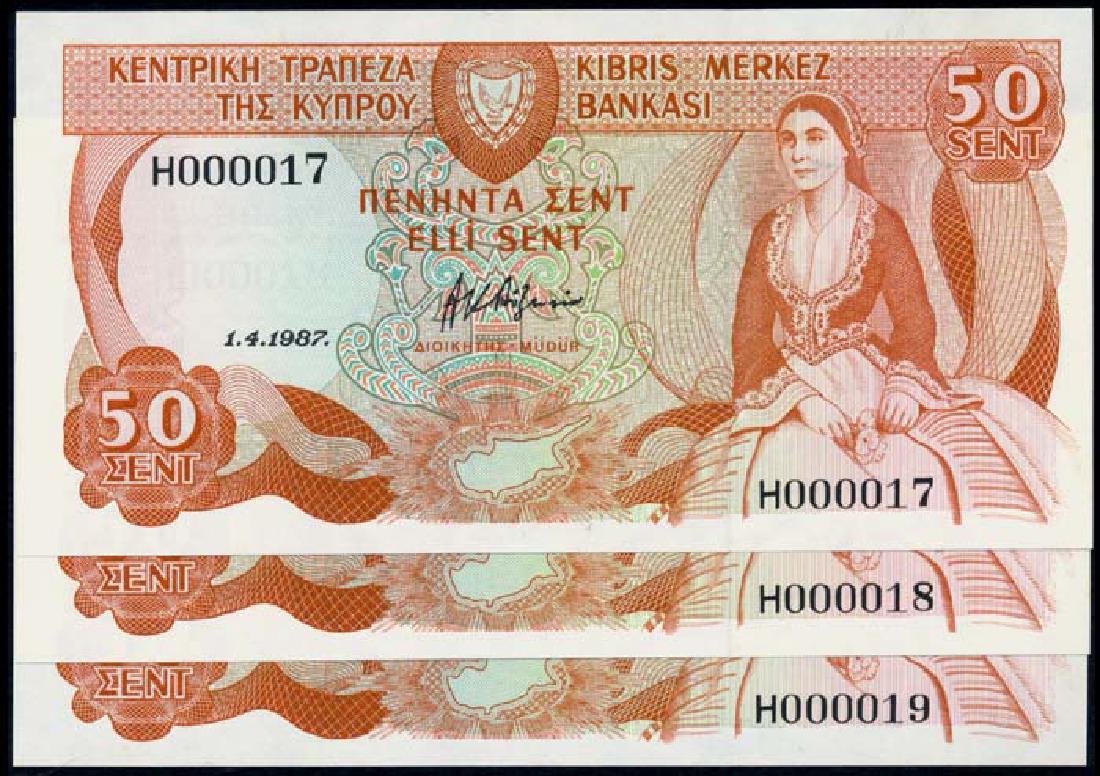 ΚΕΝΤΡΙΚΗ ΤΡΑΠΕΖΑ
ΤΗΣ ΚΥΠΡΟΥ
KIBRIS MERKEZ
BANKASI
50
SENT
H000017
ΠΕΝΗΝΤΑ ΣΕΝΤ
ELLI SENT
1.4.1987.
ΔΙΟΙΚΗΤΗΣ - MÜDÜR
50
ΣΕΝΤ
H000017
ΣΕΝΤ
H000018
ΣΕΝΤ
H000019